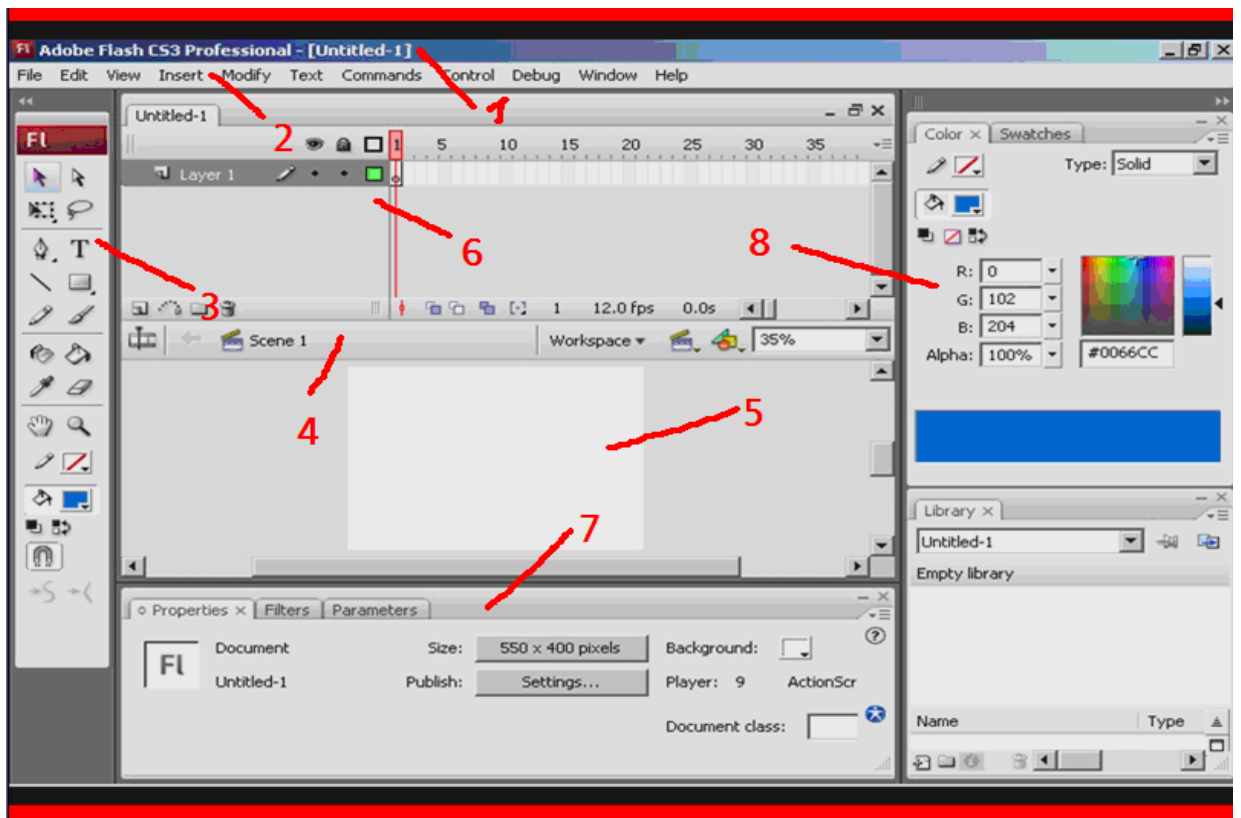 Adobe Flash CS3 Professional - [Untitled-1]
File Edit View Insert Modify Text Commands Control Debug Window Help
1
2
Untitled-1
1 5 10 15 20 25 30 35
Layer 1
6
3
1 12.0 fps 0.0s
Scene 1 Workspace 35%
4
5
7
Properties Filters Parameters
Fl
Document
Untitled-1
Size: 550 x 400 pixels
Publish: Settings...
Background:
Player: 9 ActionScr
Document class:
Fl
T
Color Swatches
Type: Solid
8
R: 0
G: 102
B: 204
Alpha: 100% #0066CC
Library
Untitled-1
Empty library
Name Type